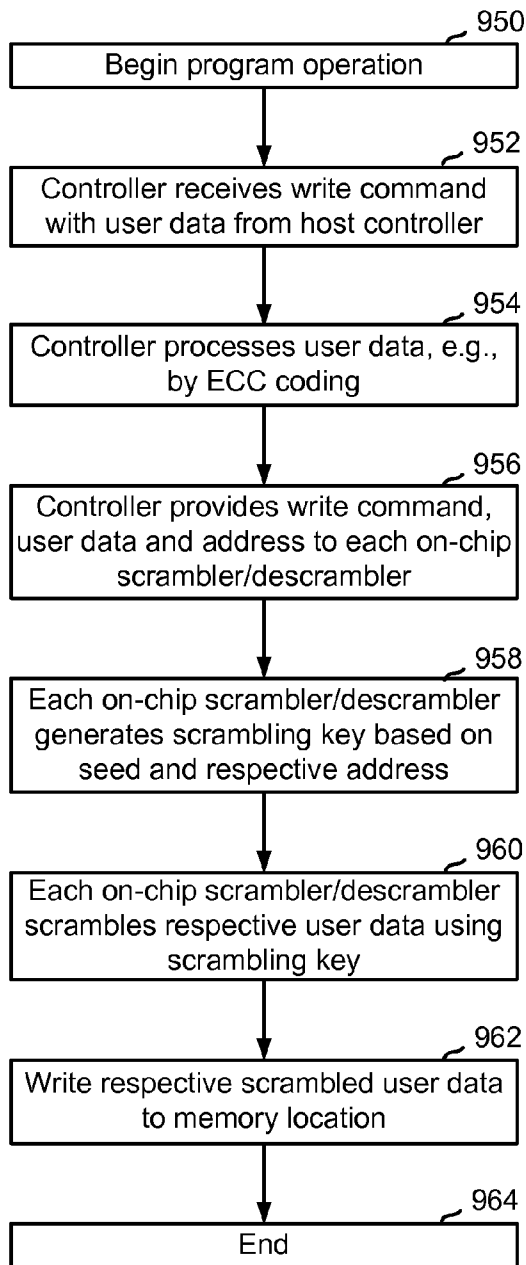 950
Begin program operation
952
Controller receives write command
with user data from host controller
954
Controller processes user data, e.g.,
by ECC coding
956
Controller provides write command,
user data and address to each on-chip
scrambler/descrambler
958
Each on-chip scrambler/descrambler
generates scrambling key based on
seed and respective address
960
Each on-chip scrambler/descrambler
scrambles respective user data using
scrambling key
962
Write respective scrambled user data
to memory location
964
End